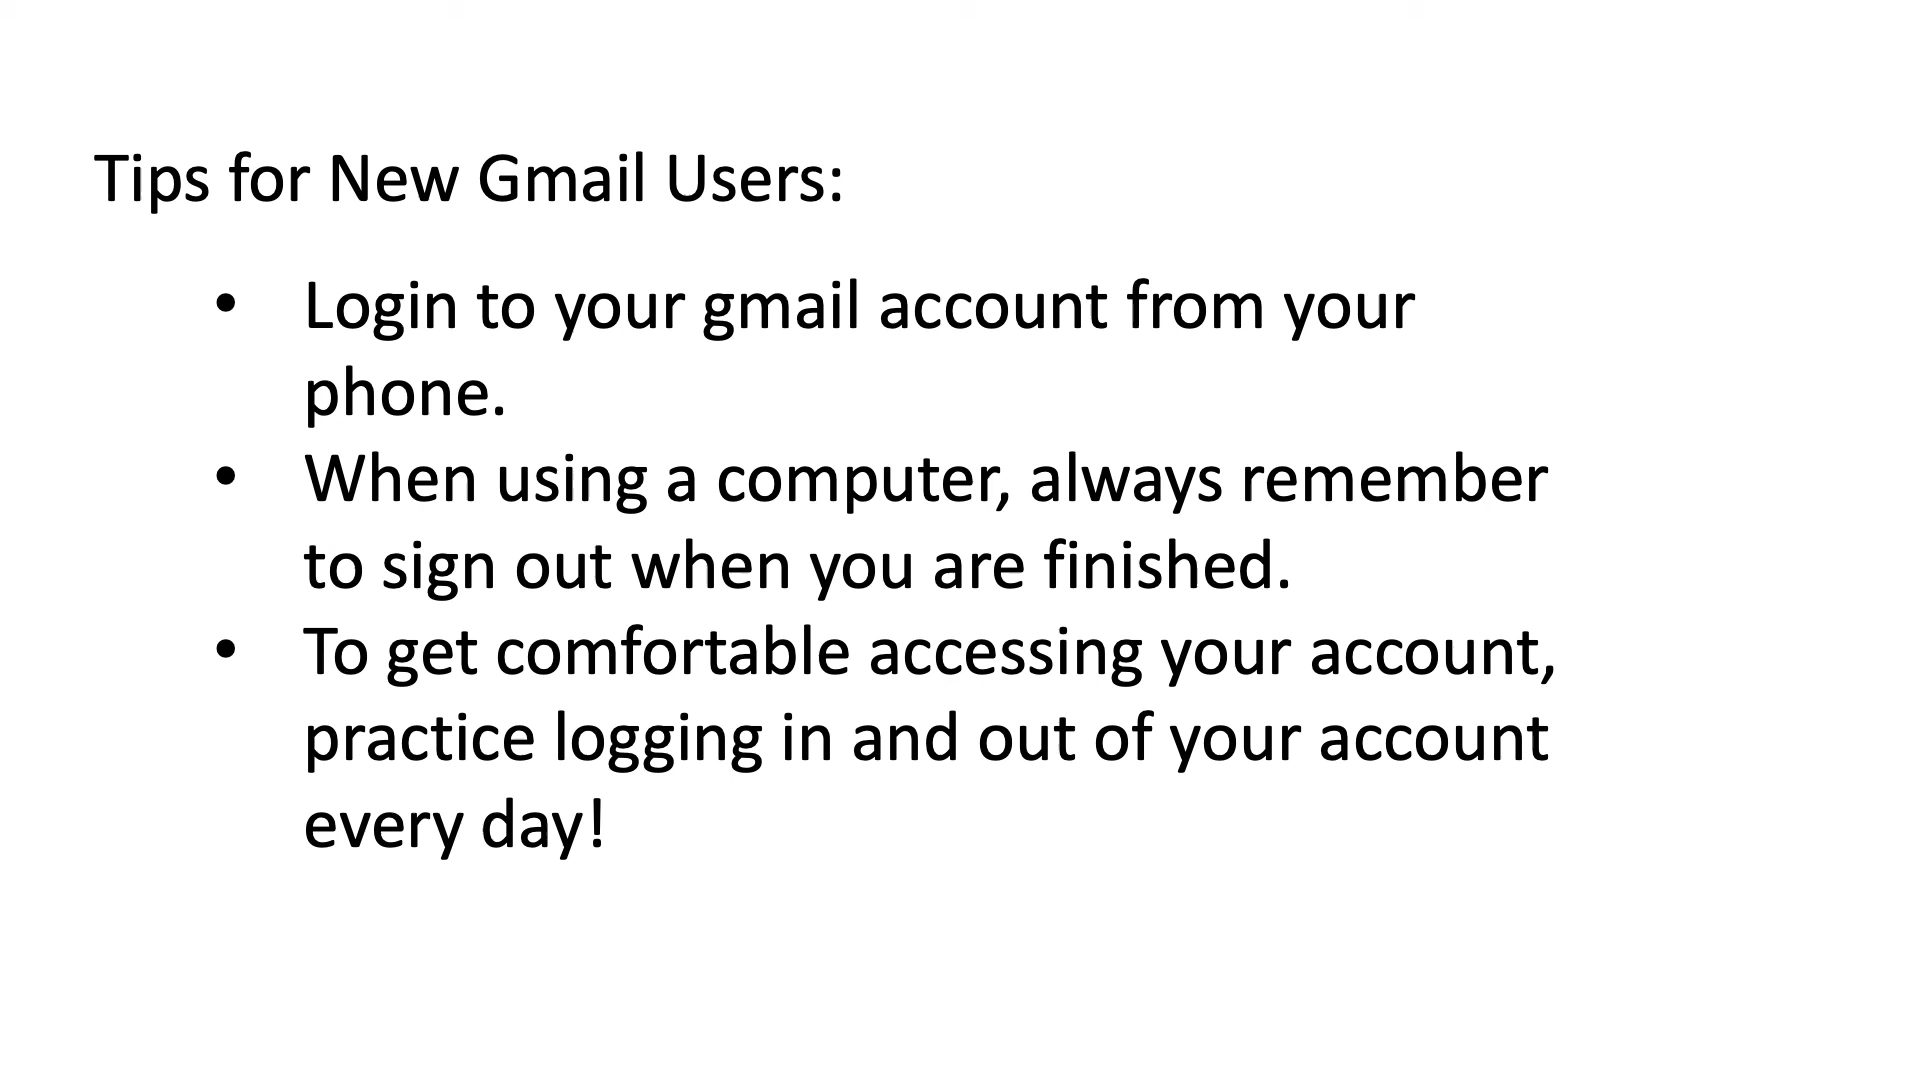 Tips for New Gmail Users:
• Login to your gmail account from your
phone.
• When using a computer, always remember
to sign out when you are finished.
• To get comfortable accessing your account,
practice logging in and out of your account
every day!